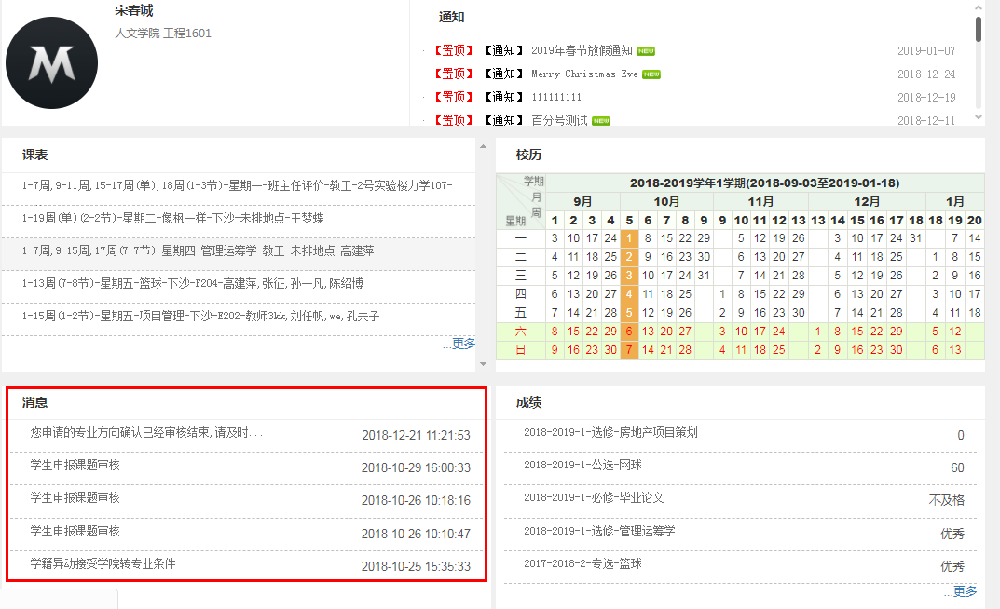 宋春诚
人文学院 工程1601
通知
·【置顶】【通知】 2019年春节放假通知 NEW 2019-01-07
·【置顶】【通知】 Merry Christmas Eve NEW 2018-12-24
·【置顶】【通知】 111111111 2018-12-19
·【置顶】【通知】 百分号测试 NEW 2018-12-11
课表
1-7周,9-11周,15-17周(单),18周(1-3节)-星期一-班主任评价-教工-2号实验楼力学107-
1-19周(单)(2-2节)-星期二-像枫一样-下沙-未排地点-王梦蝶
1-7周,9-15周,17周(7-7节)-星期四-管理运筹学-教工-未排地点-高建萍
1-13周(7-8节)-星期五-篮球-下沙-F204-高建萍,张征,孙一凡,陈绍博
1-15周(1-2节)-星期五-项目管理-下沙-E202-教师3kk,刘任帆,we,孔夫子
...更多
校历
学期 2018-2019学年1学期(2018-09-03至2019-01-18)
月 9月 10月 11月 12月 1月
周
星期 1 2 3 4 5 6 7 8 9 9 10 11 12 13 13 14 15 16 17 18 18 19 20
一 3 10 17 24 1 8 15 22 29 5 12 19 26 3 10 17 24 31 7 14
二 4 11 18 25 2 9 16 23 30 6 13 20 27 4 11 18 25 1 8 15
三 5 12 19 26 3 10 17 24 31 7 14 21 28 5 12 19 26 2 9 16
四 6 13 20 27 4 11 18 25 1 8 15 22 29 6 13 20 27 3 10 17
五 7 14 21 28 5 12 19 26 2 9 16 23 30 7 14 21 28 4 11 18
六 8 15 22 29 6 13 20 27 3 10 17 24 1 8 15 22 29 5 12
日 9 16 23 30 7 14 21 28 4 11 18 25 2 9 16 23 30 6 13
消息
您申请的专业方向确认已经审核结束,请及时... 2018-12-21 11:21:53
学生申报课题审核 2018-10-29 16:00:33
学生申报课题审核 2018-10-26 10:18:16
学生申报课题审核 2018-10-26 10:10:47
学籍异动接受学院转专业条件 2018-10-25 15:35:33
成绩
2018-2019-1-选修-房地产项目策划 0
2018-2019-1-公选-网球 60
2018-2019-1-必修-毕业论文 不及格
2018-2019-1-选修-管理运筹学 优秀
2017-2018-2-专选-篮球 优秀
...更多